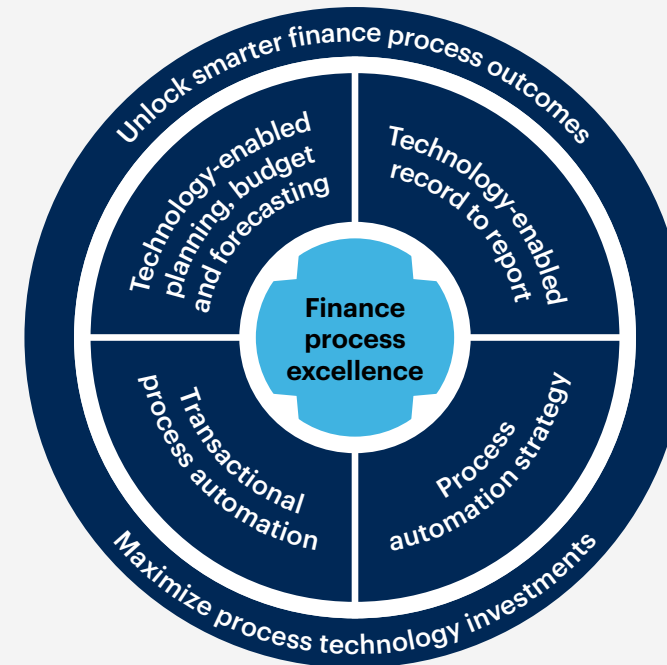 Unlock smarter finance process outcomes
Technology-enabled
planning, budget
and forecasting
Technology-enabled
record to report
Finance
process
excellence
Transactional
process automation
Process
automation strategy
Maximize process technology investments